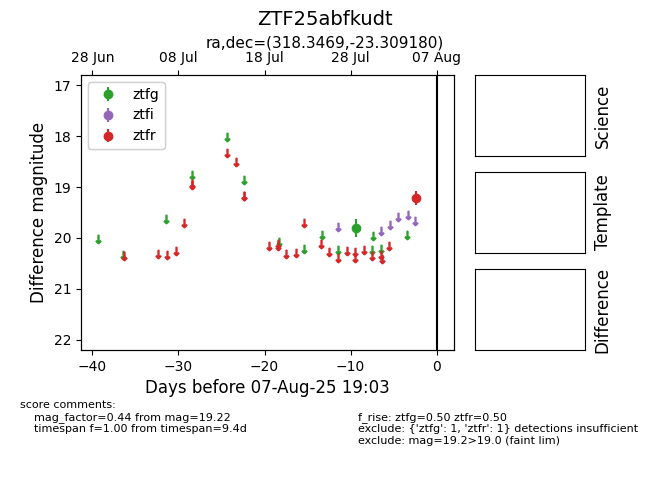 ZTF25abfkudt
ra,dec=(318.3469,-23.309180)
28 Jun 08 Jul 18 Jul 28 Jul 07 Aug
ztfg
ztfi
ztfr
17
18
19
20
21
22
Difference magnitude
−40 −30 −20 −10 0
Days before 07-Aug-25 19:03
Science
Template
Difference
score comments:
mag_factor=0.44 from mag=19.22
timespan f=1.00 from timespan=9.4d
f_rise: ztfg=0.50 ztfr=0.50
exclude: {'ztfg': 1, 'ztfr': 1} detections insufficient
exclude: mag=19.2>19.0 (faint lim)